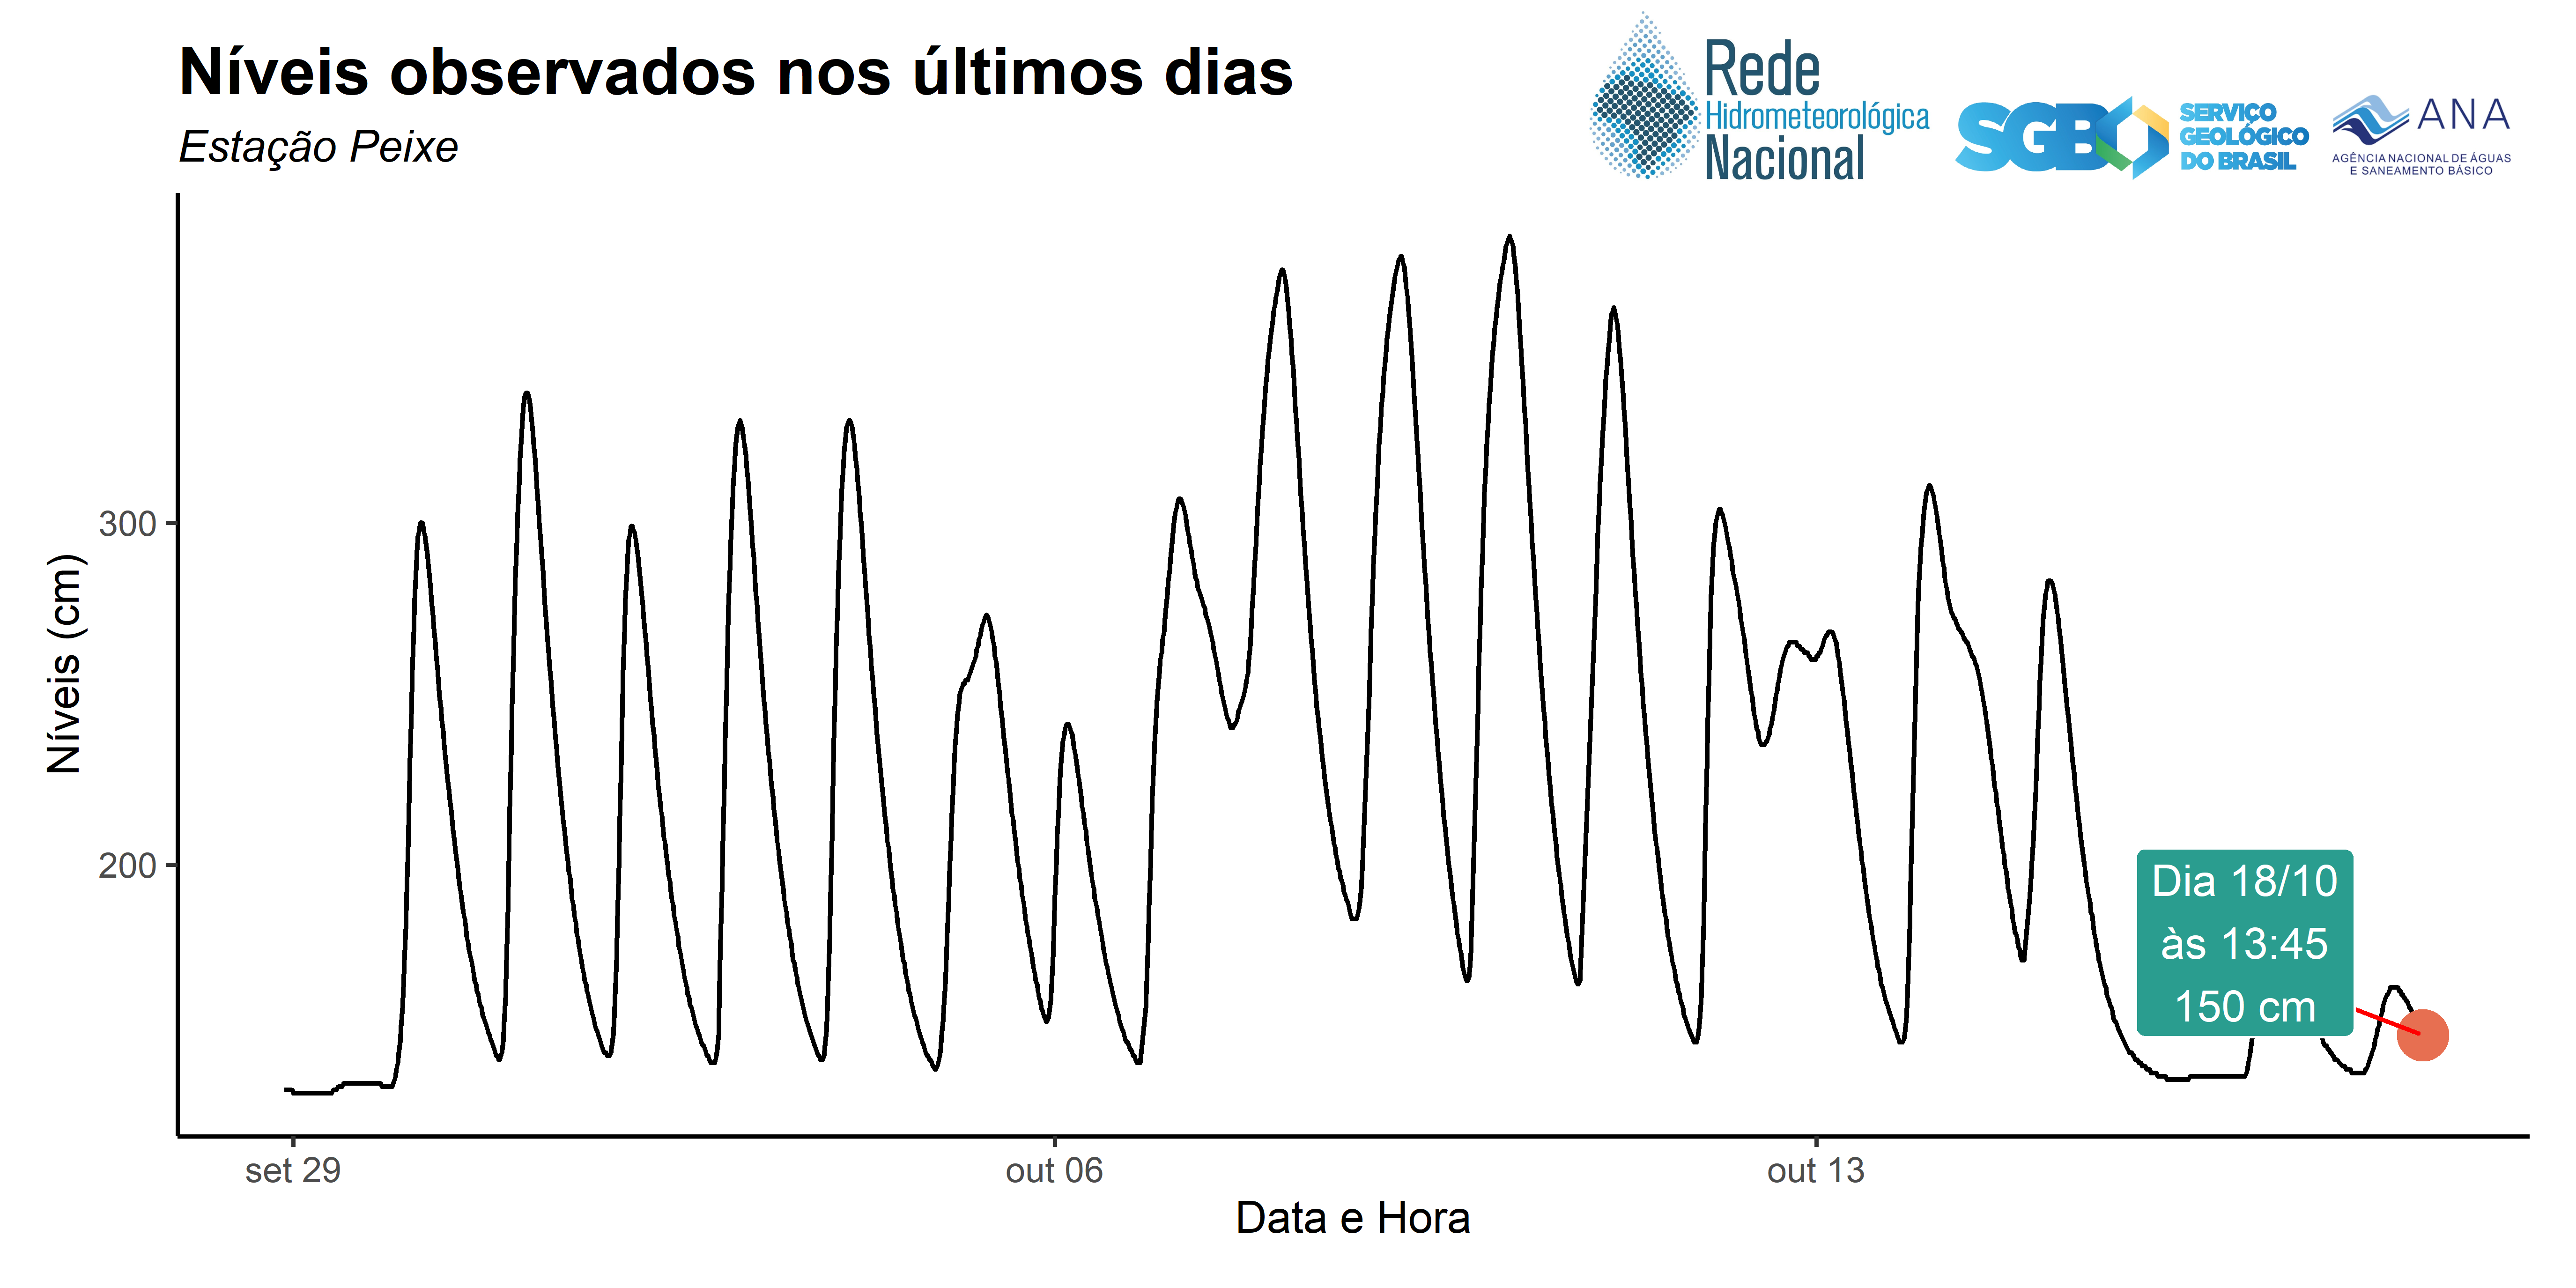 Níveis observados nos últimos dias
Estação Peixe
Rede
Hidrometeorológica
Nacional
SGB
SERVIÇO
GEOLÓGICO
DO BRASIL
ANA
AGÊNCIA NACIONAL DE ÁGUAS
E SANEAMENTO BÁSICO
Níveis (cm)
300
200
Dia 18/10
às 13:45
150 cm
set 29
out 06
out 13
Data e Hora